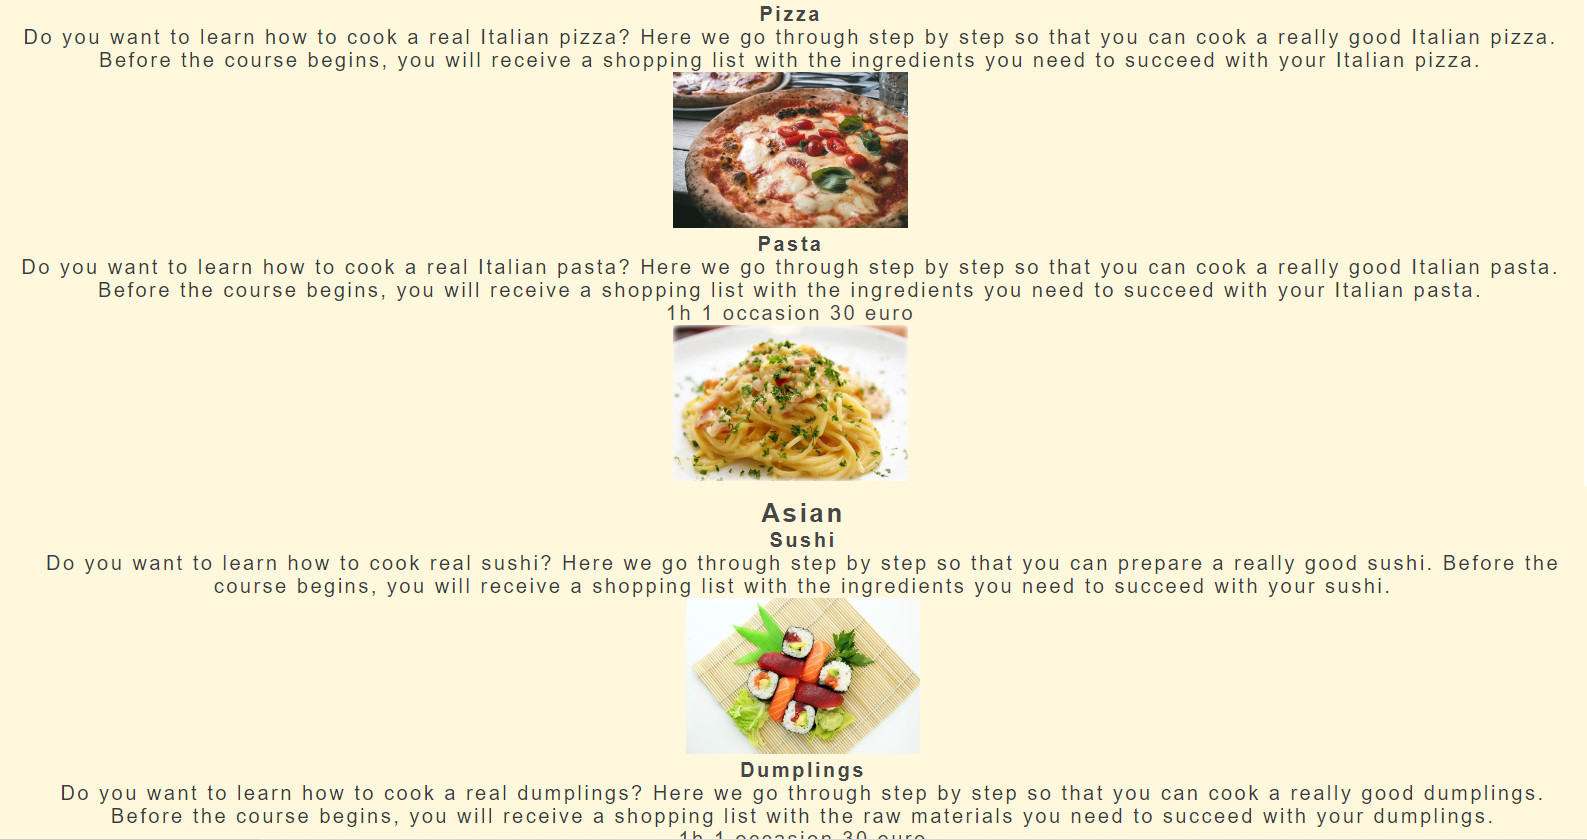 Pizza
Do you want to learn how to cook a real Italian pizza? Here we go through step by step so that you can cook a really good Italian pizza.
Before the course begins, you will receive a shopping list with the ingredients you need to succeed with your Italian pizza.
Pasta
Do you want to learn how to cook a real Italian pasta? Here we go through step by step so that you can cook a really good Italian pasta.
Before the course begins, you will receive a shopping list with the ingredients you need to succeed with your Italian pasta.
1h 1 occasion 30 euro
Asian
Sushi
Do you want to learn how to cook real sushi? Here we go through step by step so that you can prepare a really good sushi. Before the
course begins, you will receive a shopping list with the ingredients you need to succeed with your sushi.
Dumplings
Do you want to learn how to cook a real dumplings? Here we go through step by step so that you can cook a really good dumplings.
Before the course begins, you will receive a shopping list with the raw materials you need to succeed with your dumplings.
1h 1 occasion 30 euro